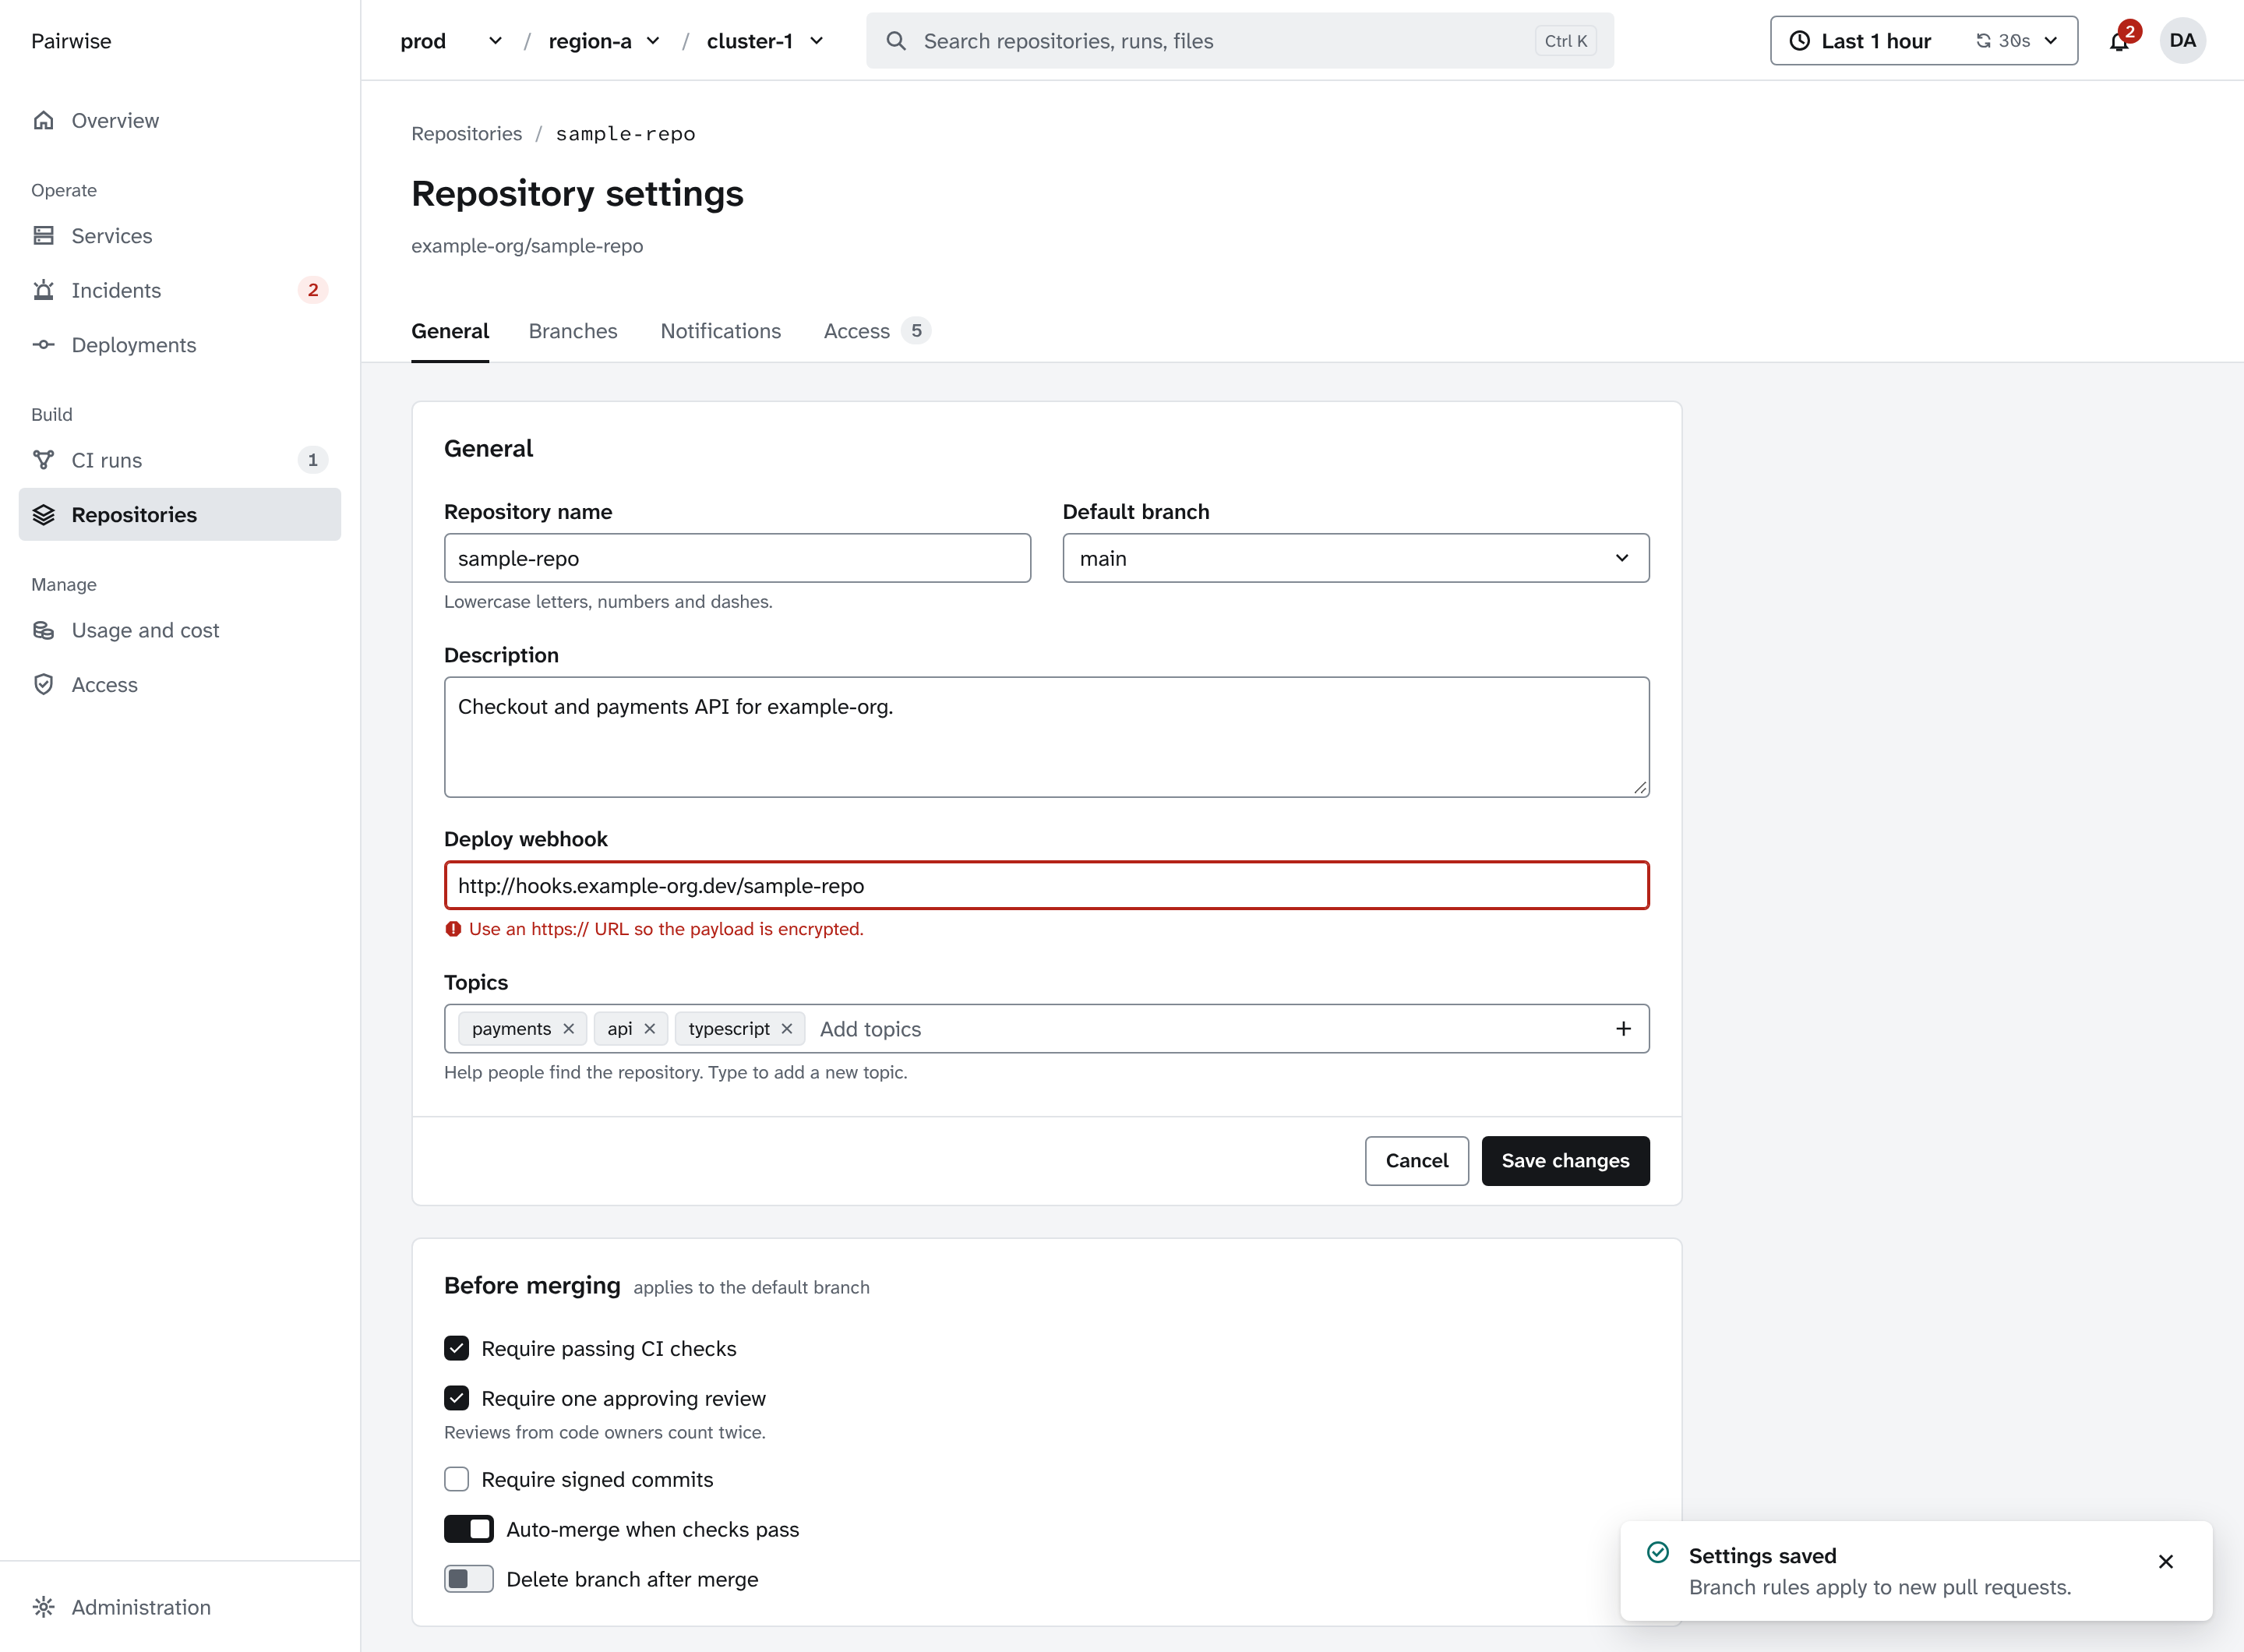 Pairwise
Overview
Operate
Services
Incidents 2
Deployments
Build
CI runs 1
Repositories
Manage
Usage and cost
Access
Administration
prod / region-a / cluster-1
Search repositories, runs, files Ctrl K
Last 1 hour 30s
2
DA
Repositories / sample-repo
Repository settings
example-org/sample-repo
General Branches Notifications Access 5
General
Repository name
sample-repo
Lowercase letters, numbers and dashes.
Default branch
main
Description
Checkout and payments API for example-org.
Deploy webhook
http://hooks.example-org.dev/sample-repo
Use an https:// URL so the payload is encrypted.
Topics
payments api typescript Add topics
Help people find the repository. Type to add a new topic.
Cancel Save changes
Before merging applies to the default branch
Require passing CI checks
Require one approving review
Reviews from code owners count twice.
Require signed commits
Auto-merge when checks pass
Delete branch after merge
Settings saved
Branch rules apply to new pull requests.